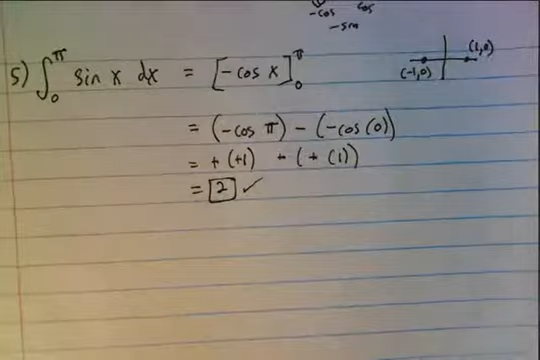 -cos cos
-sin
5) ∫₀^π sin x dx = [-cos x]₀^π
(-1,0) (1,0)
= (-cos π) - (-cos (0))
= + (+1) + (+ (1))
= 2 ✓